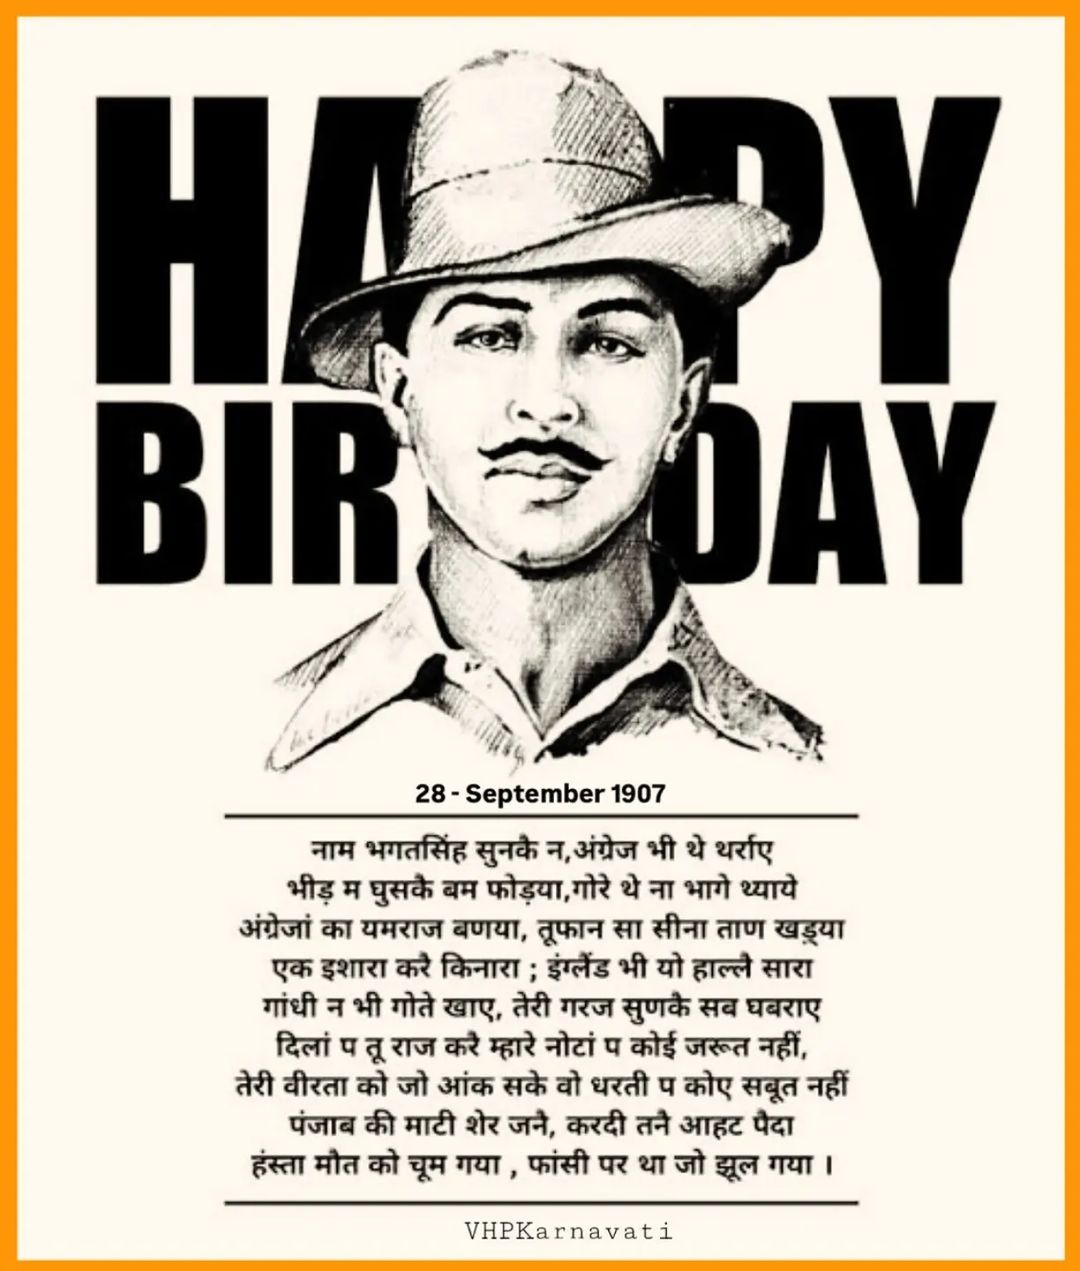 HAPPY
BIRTHDAY
28 - September 1907
नाम भगतसिंह सुनकै न,अंग्रेज भी थे थर्राए
भीड़ म घुसकै बम फोड़या,गोरे थे ना भागे थ्याये
अंग्रेजां का यमराज बणया, तूफान सा सीना ताण खड़्या
एक इशारा करै किनारा ; इंग्लैंड भी यो हाल्लै सारा
गांधी न भी गोते खाए, तेरी गरज सुणकै सब घबराए
दिलां प तू राज करै म्हारे नोटां प कोई जरूत नहीं,
तेरी वीरता को जो आंक सके वो धरती प कोए सबूत नहीं
पंजाब की माटी शेर जनै, करदी तनै आहट पैदा
हंस्ता मौत को चूम गया , फांसी पर था जो झूल गया ।
VHPKarnavati